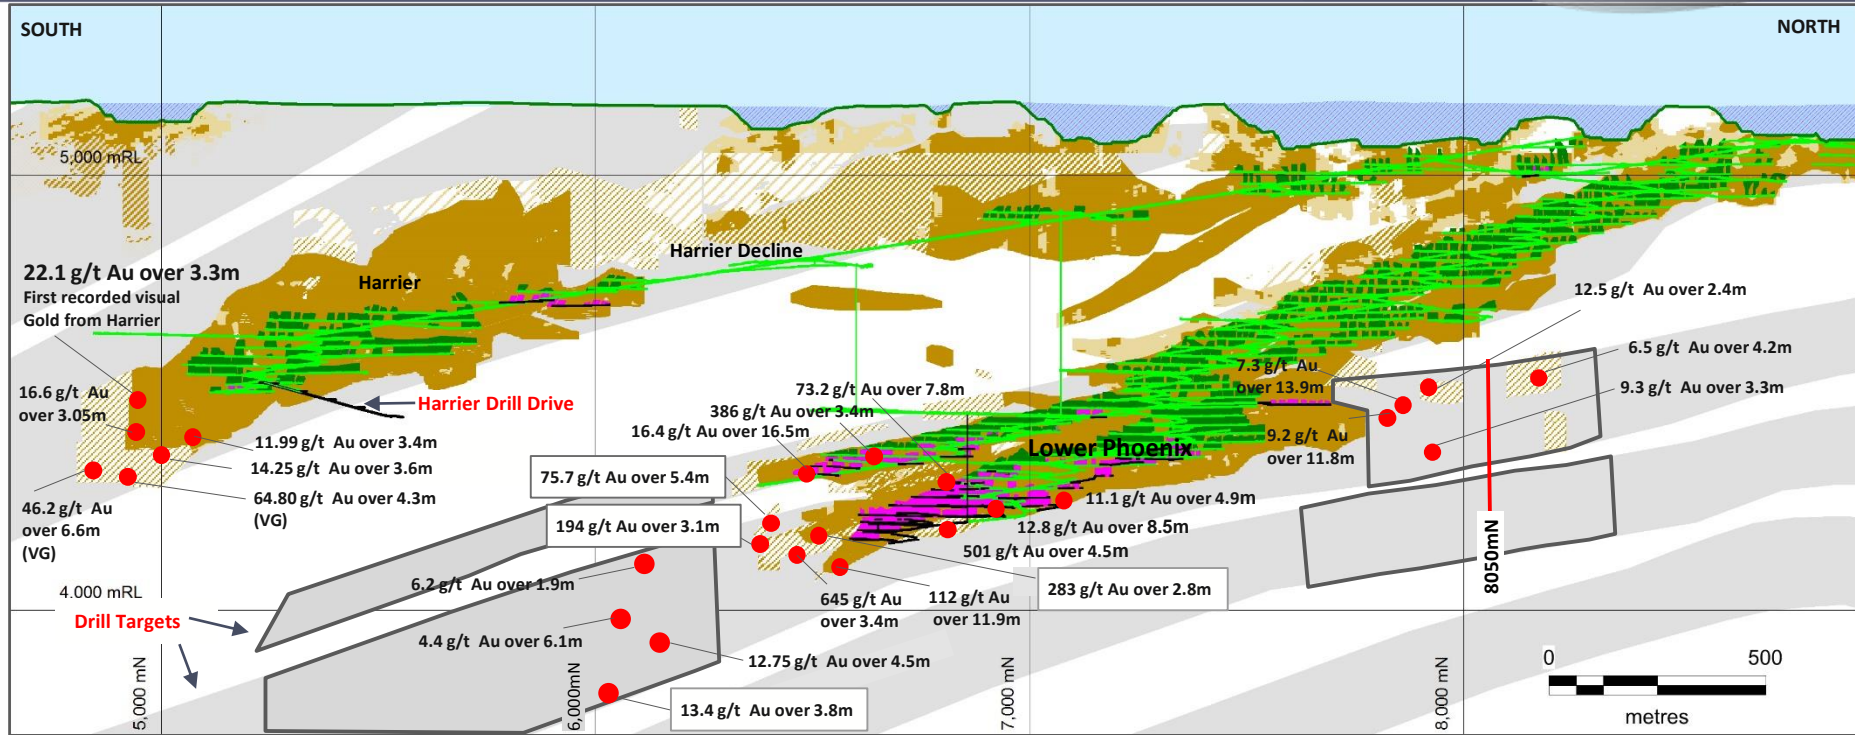 SOUTH
NORTH
5,000 mRL
22.1 g/t Au over 3.3m
First recorded visual
Gold from Harrier
Harrier
Harrier Decline
12.5 g/t Au over 2.4m
6.5 g/t Au over 4.2m
7.3 g/t Au
over 13.9m
9.3 g/t Au over 3.3m
16.6 g/t Au
over 3.05m
Harrier Drill Drive
73.2 g/t Au over 7.8m
386 g/t Au over 3.4m
16.4 g/t Au over 16.5m
11.99 g/t Au over 3.4m
14.25 g/t Au over 3.6m
64.80 g/t Au over 4.3m
(VG)
46.2 g/t Au
over 6.6m
(VG)
Lower Phoenix
9.2 g/t Au
over 11.8m
75.7 g/t Au over 5.4m
194 g/t Au over 3.1m
11.1 g/t Au over 4.9m
12.8 g/t Au over 8.5m
501 g/t Au over 4.5m
283 g/t Au over 2.8m
645 g/t Au
over 3.4m
112 g/t Au
over 11.9m
8050mN
4,000 mRL
Drill Targets
6.2 g/t Au over 1.9m
4.4 g/t Au over 6.1m
12.75 g/t Au over 4.5m
13.4 g/t Au over 3.8m
5,000 mN
6,000mN
7,000 mN
8,000 mN
0 500
metres